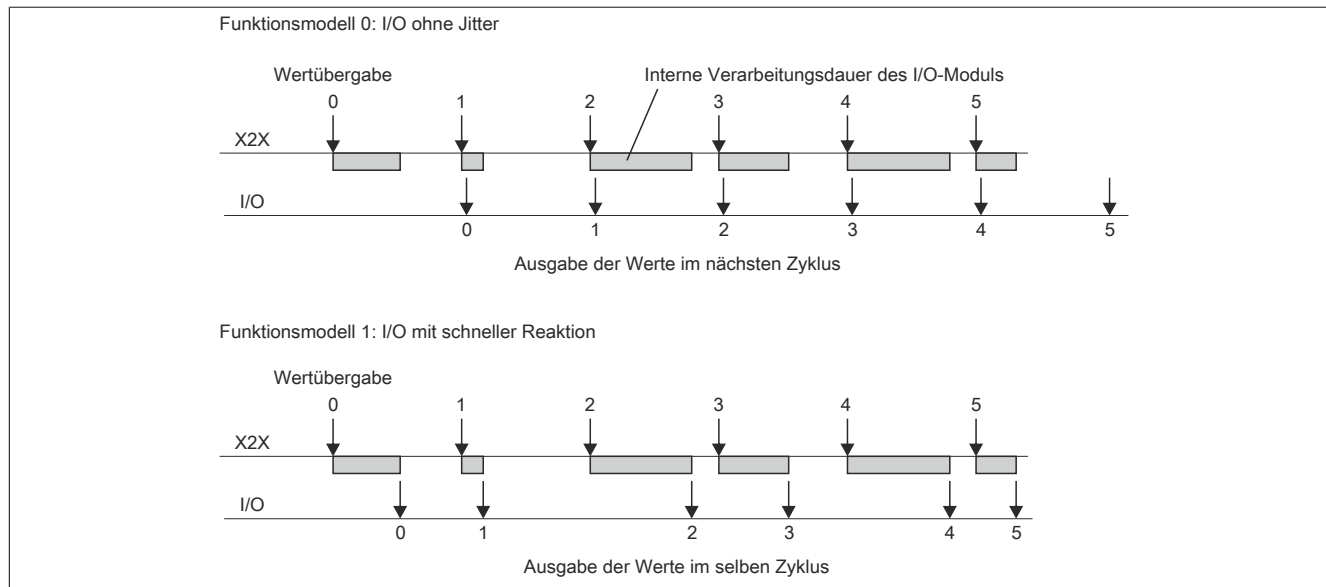 Funktionsmodell 0: I/O ohne Jitter
Wertübergabe Interne Verarbeitungsdauer des I/O-Moduls
0 1 2 3 4 5
X2X
I/O
0 1 2 3 4 5
Ausgabe der Werte im nächsten Zyklus
Funktionsmodell 1: I/O mit schneller Reaktion
Wertübergabe
0 1 2 3 4 5
X2X
I/O
0 1 2 3 4 5
Ausgabe der Werte im selben Zyklus